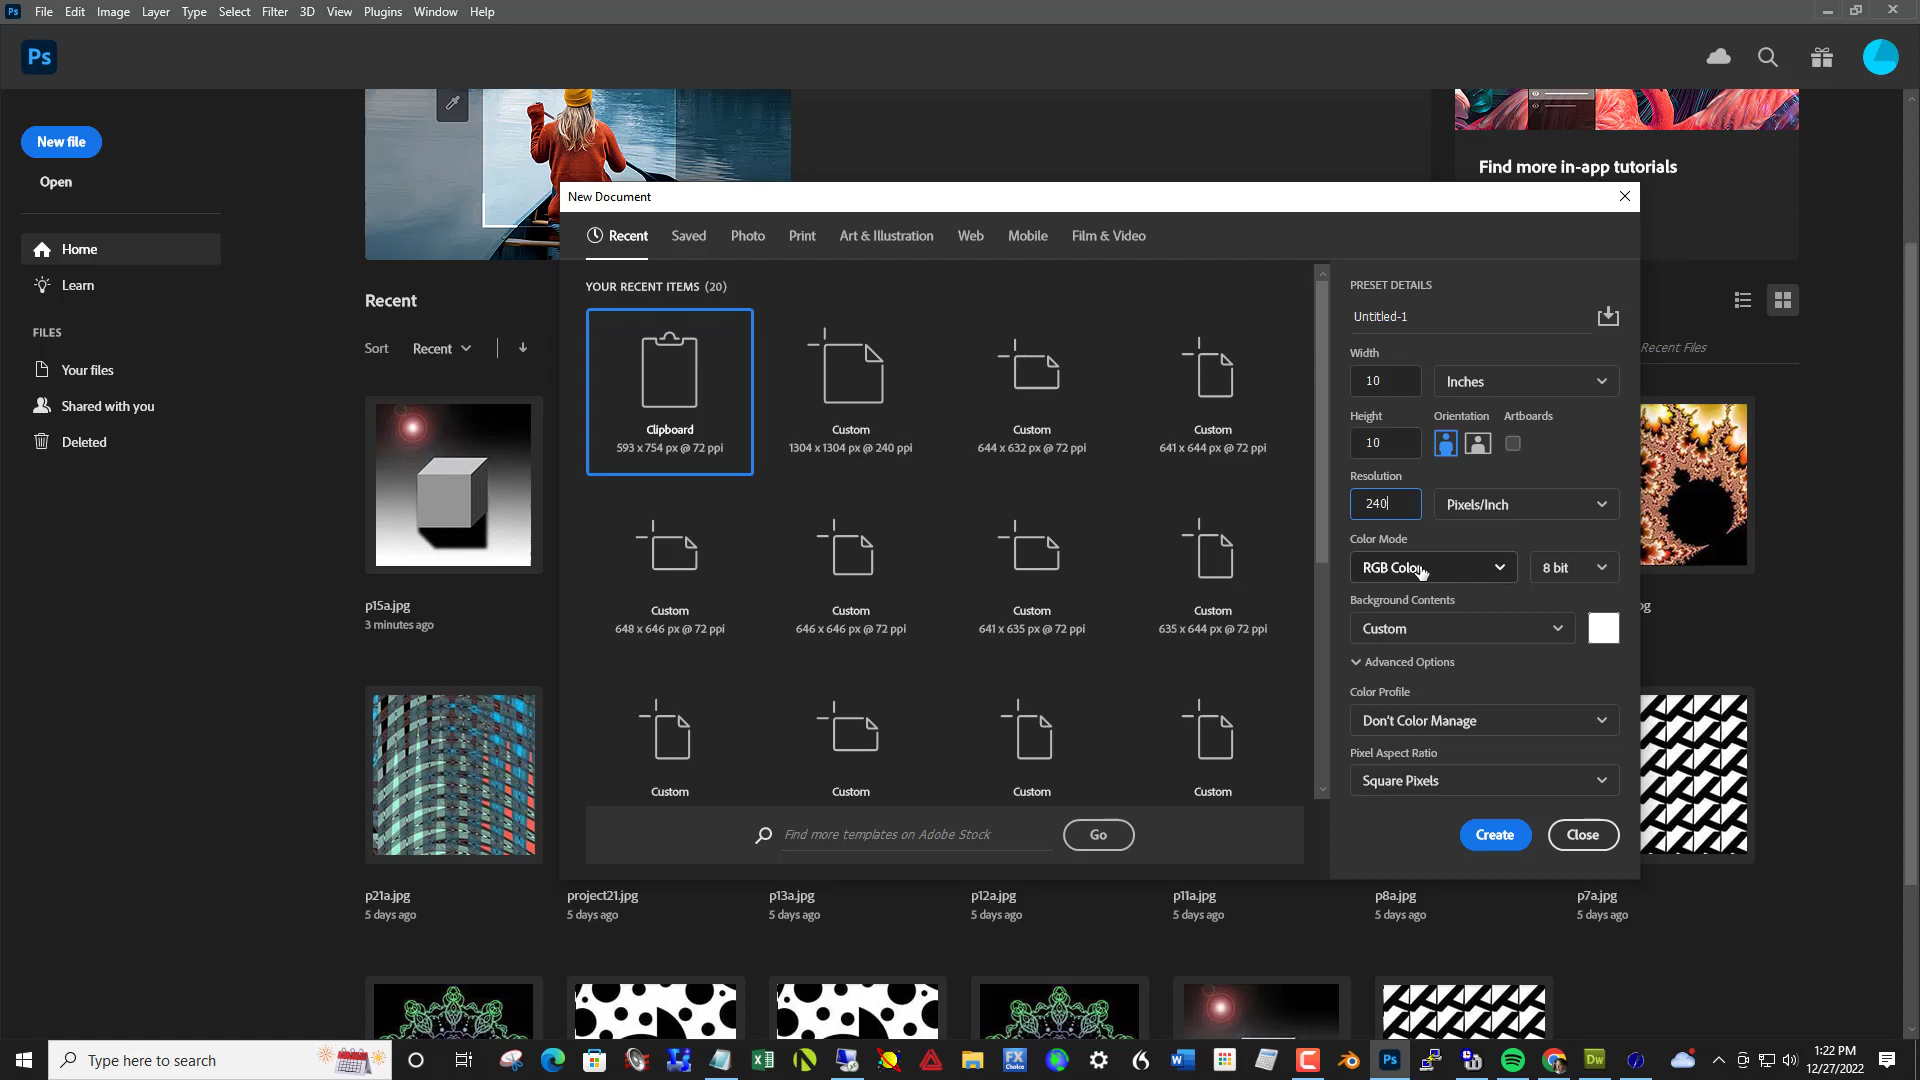 Ps File Edit Image Layer Type Select Filter 3D View Plugins Window Help
Ps
New file
Open
Home
Learn
FILES
Your files
Shared with you
Deleted
Find more in-app tutorials
Recent
Sort Recent
Recent Files
New Document
Recent Saved Photo Print Art & Illustration Web Mobile Film & Video
YOUR RECENT ITEMS (20)
Clipboard
593 x 754 px @ 72 ppi
Custom
1304 x 1304 px @ 240 ppi
Custom
644 x 632 px @ 72 ppi
Custom
641 x 644 px @ 72 ppi
Custom
648 x 646 px @ 72 ppi
Custom
646 x 646 px @ 72 ppi
Custom
641 x 635 px @ 72 ppi
Custom
635 x 644 px @ 72 ppi
Custom
Custom
Custom
Custom
Find more templates on Adobe Stock
Go
PRESET DETAILS
Untitled-1
Width
10 Inches
Height Orientation Artboards
10
Resolution
240 Pixels/Inch
Color Mode
RGB Color 8 bit
Background Contents
Custom
Advanced Options
Color Profile
Don't Color Manage
Pixel Aspect Ratio
Square Pixels
Create Close
p15a.jpg
3 minutes ago
p21a.jpg
5 days ago
project21.jpg
5 days ago
p13a.jpg
5 days ago
p12a.jpg
5 days ago
p11a.jpg
5 days ago
p8a.jpg
5 days ago
p7a.jpg
5 days ago
Type here to search
FX
Choice
Ps
Dw
1:22 PM
12/27/2022